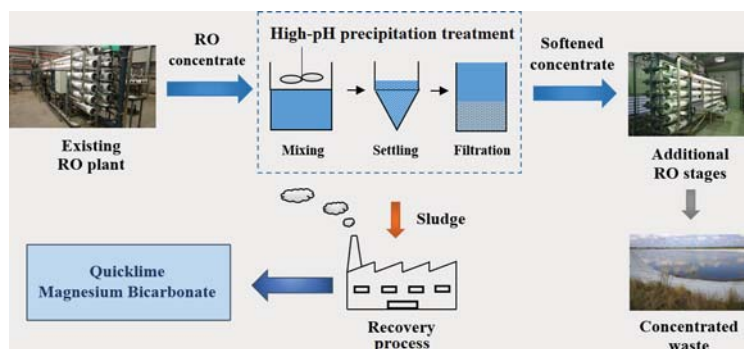 RO
concentrate
High-pH precipitation treatment
Softened
concentrate
Existing
RO plant
Mixing
Settling
Filtration
Additional
RO stages
Sludge
Quicklime
Magnesium Bicarbonate
Recovery
process
Concentrated
waste